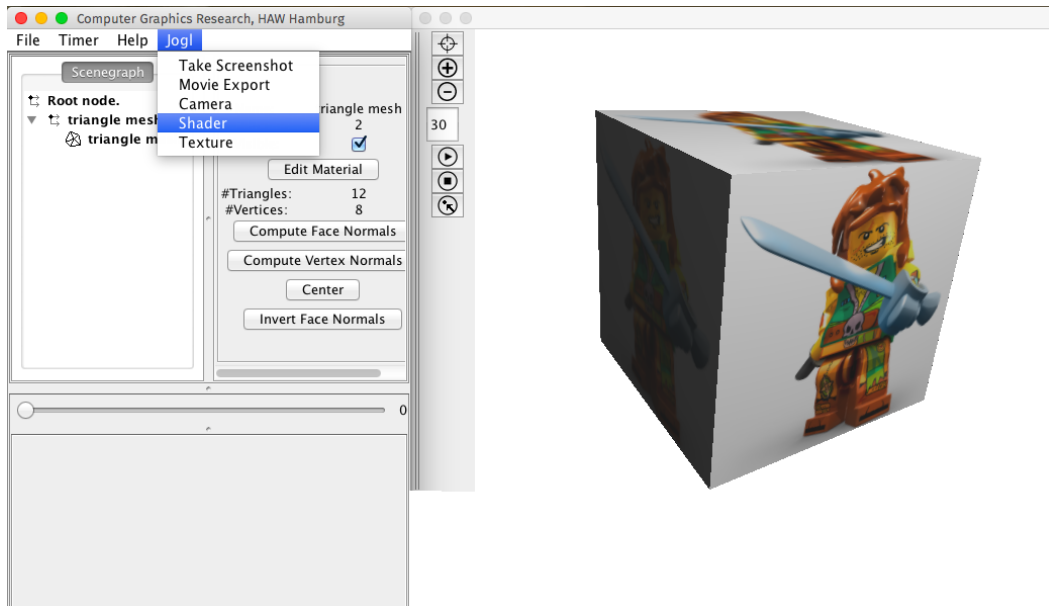 Computer Graphics Research, HAW Hamburg
File Timer Help Jogl
Scenegraph
Take Screenshot
Movie Export
Camera
Shader
Texture
Root node.
triangle mesh
triangle m
riangle mesh
2
30
Edit Material
#Triangles: 12
#Vertices: 8
Compute Face Normals
Compute Vertex Normals
Center
Invert Face Normals
0